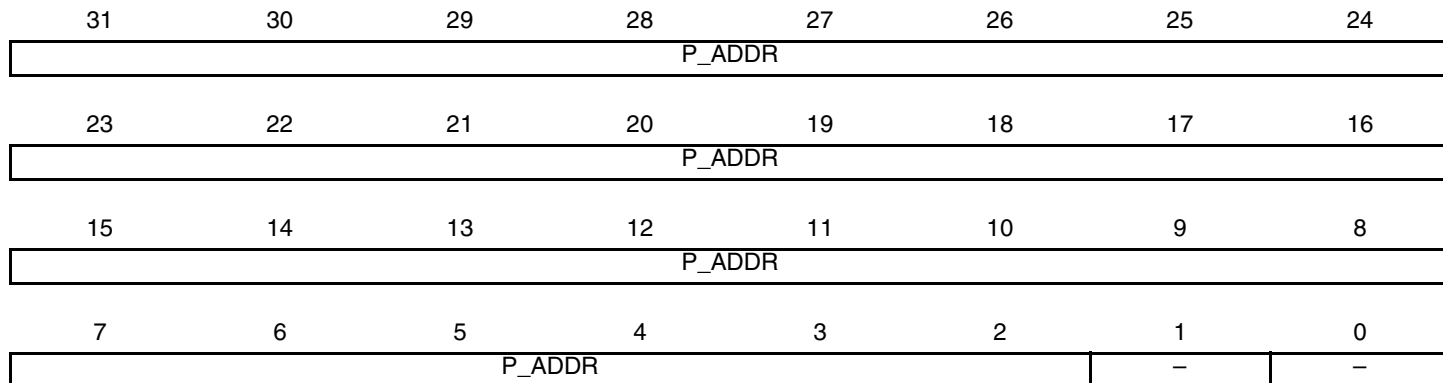 31 30 29 28 27 26 25 24
P_ADDR
23 22 21 20 19 18 17 16
P_ADDR
15 14 13 12 11 10 9 8
P_ADDR
7 6 5 4 3 2 1 0
P_ADDR – –